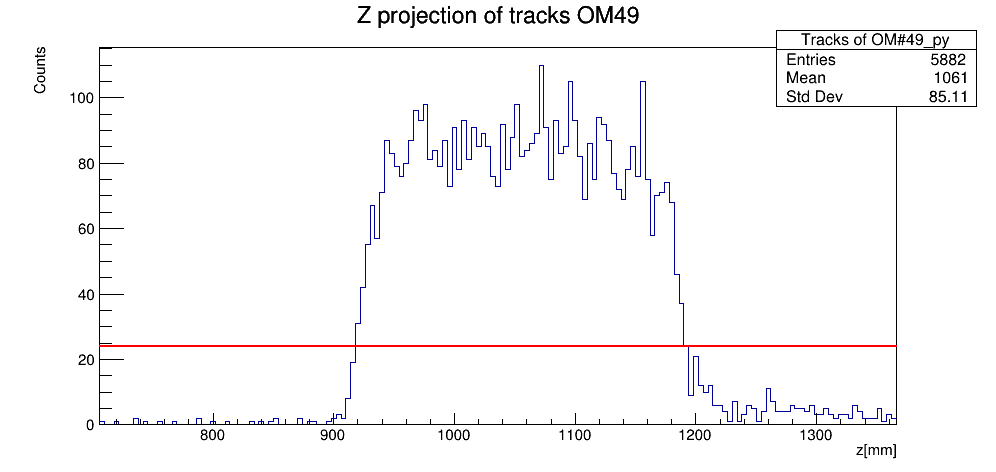 Z projection of tracks OM49
Tracks of OM#49_py
Entries 5882
Mean 1061
Std Dev 85.11
Counts
100
80
60
40
20
0
800 900 1000 1100 1200 1300
z[mm]